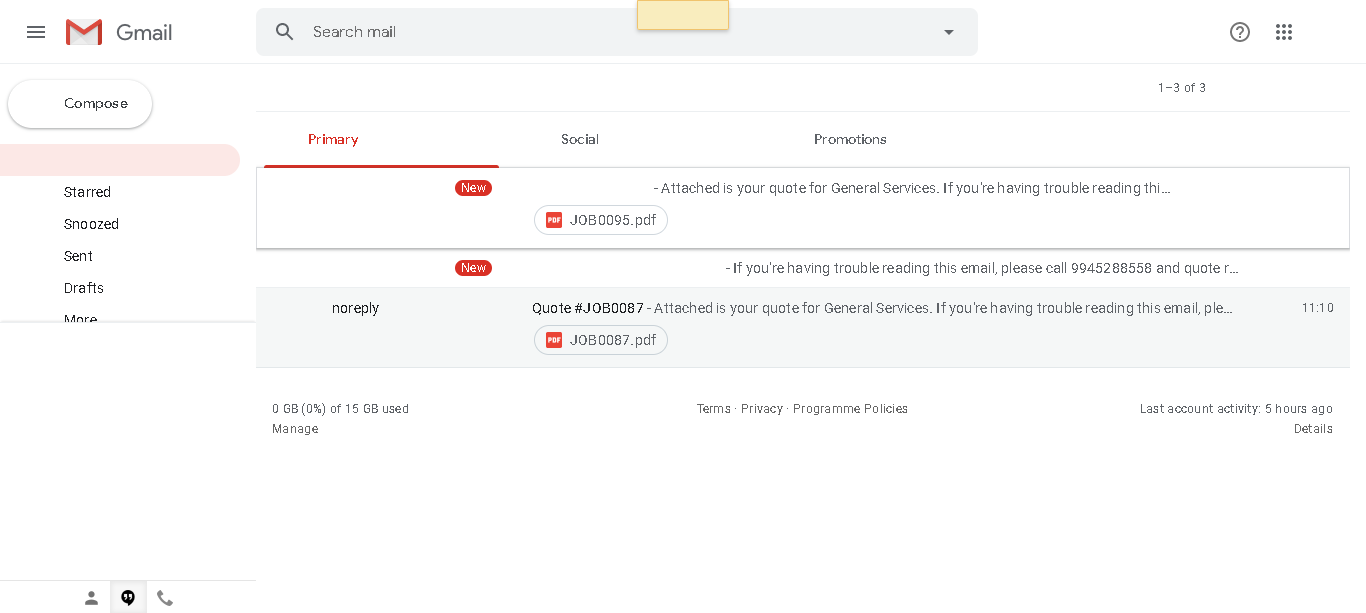 Gmail
Search mail
Compose
1–3 of 3
Primary Social Promotions
Starred
Snoozed
Sent
Drafts
More
New - Attached is your quote for General Services. If you're having trouble reading thi...
PDF JOB0095.pdf
New - If you're having trouble reading this email, please call 9945288558 and quote r...
noreply Quote #JOB0087 - Attached is your quote for General Services. If you're having trouble reading this email, ple... 11:10
PDF JOB0087.pdf
0 GB (0%) of 15 GB used
Manage
Terms · Privacy · Programme Policies
Last account activity: 5 hours ago
Details